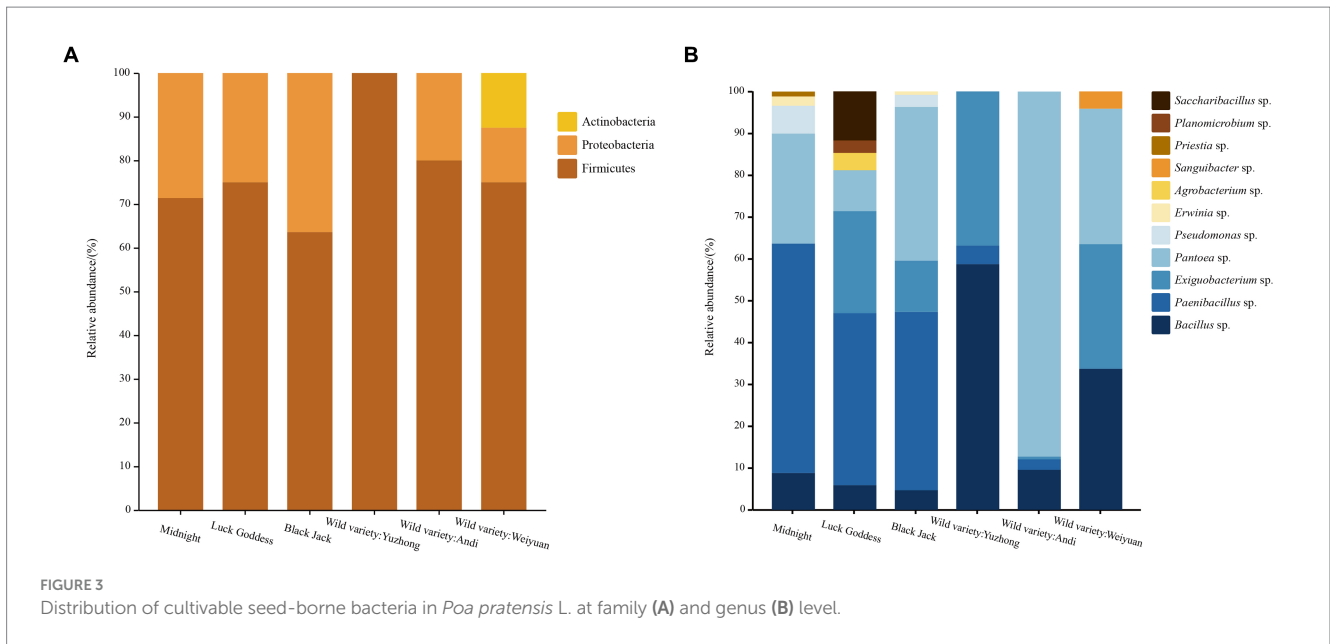 A
Relative abundance/(%)
100
90
80
70
60
50
40
30
20
10
0
Midnight
Luck Goddess
Black Jack
Wild variety:Yuzhong
Wild variety:Andi
Wild variety:Weiyuan
Actinobacteria
Proteobacteria
Firmicutes
B
Relative abundance/(%)
100
90
80
70
60
50
40
30
20
10
0
Midnight
Luck Goddess
Black Jack
Wild variety:Yuzhong
Wild variety:Andi
Wild variety:Weiyuan
Saccharibacillus sp.
Planomicrobium sp.
Priestia sp.
Sanguibacter sp.
Agrobacterium sp.
Erwinia sp.
Pseudomonas sp.
Pantoea sp.
Exiguobacterium sp.
Paenibacillus sp.
Bacillus sp.
FIGURE 3
Distribution of cultivable seed-borne bacteria in Poa pratensis L. at family (A) and genus (B) level.